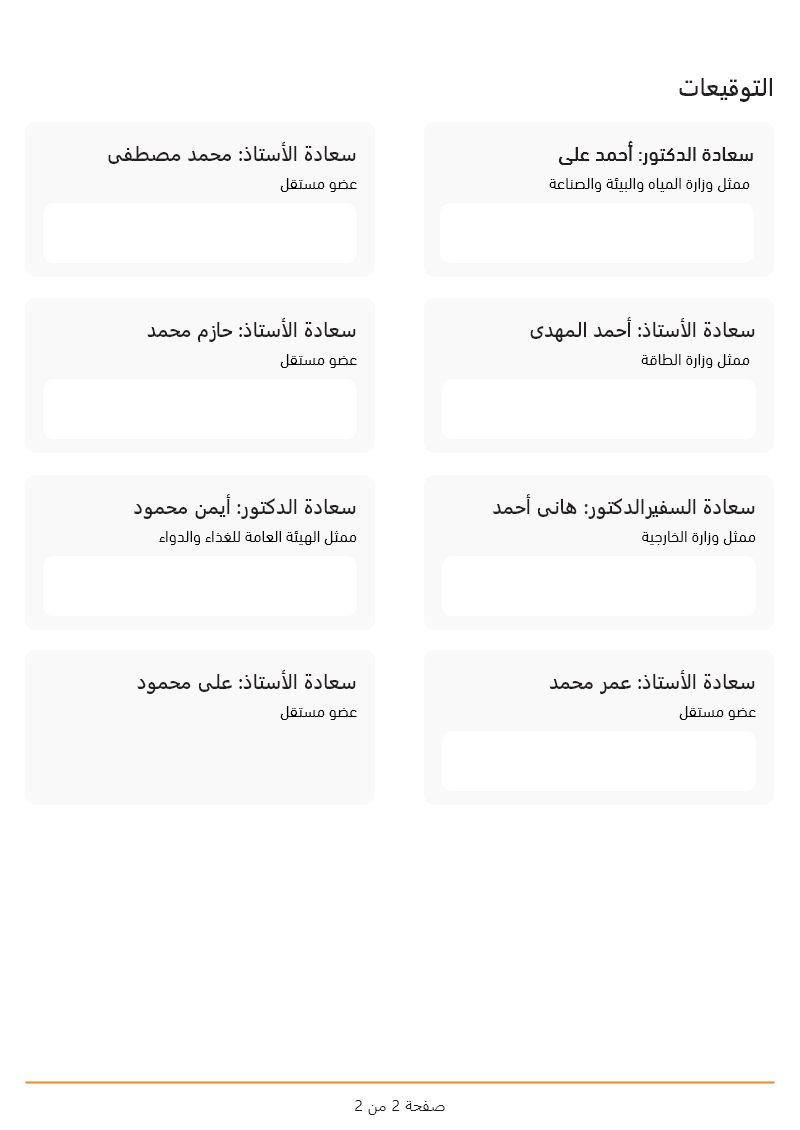 التوقيعات
سعادة الدكتور: أحمد على
ممثل وزارة المياه والبيئة والصناعة
سعادة الأستاذ: محمد مصطفى
عضو مستقل
سعادة الأستاذ: أحمد المهدى
ممثل وزارة الطاقة
سعادة الأستاذ: حازم محمد
عضو مستقل
سعادة السفيرالدكتور: هانى أحمد
ممثل وزارة الخارجية
سعادة الدكتور: أيمن محمود
ممثل الهيئة العامة للغذاء والدواء
سعادة الأستاذ: عمر محمد
عضو مستقل
سعادة الأستاذ: على محمود
عضو مستقل
صفحة 2 من 2